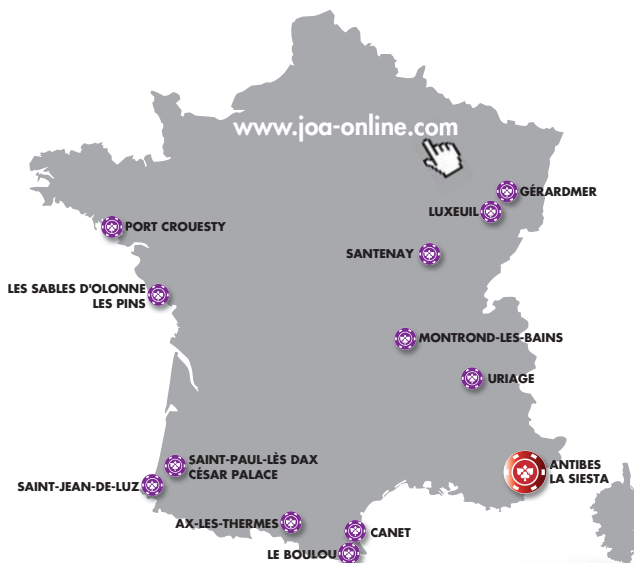 www.joa-online.com
GÉRARDMER
LUXEUIL
PORT CROUESTY
SANTENAY
LES SABLES D'OLONNE
LES PINS
MONTROND-LES-BAINS
URIAGE
SAINT-PAUL-LÈS DAX
CÉSAR PALACE
ANTIBES
LA SIESTA
SAINT-JEAN-DE-LUZ
AX-LES-THERMES
CANET
LE BOULOU